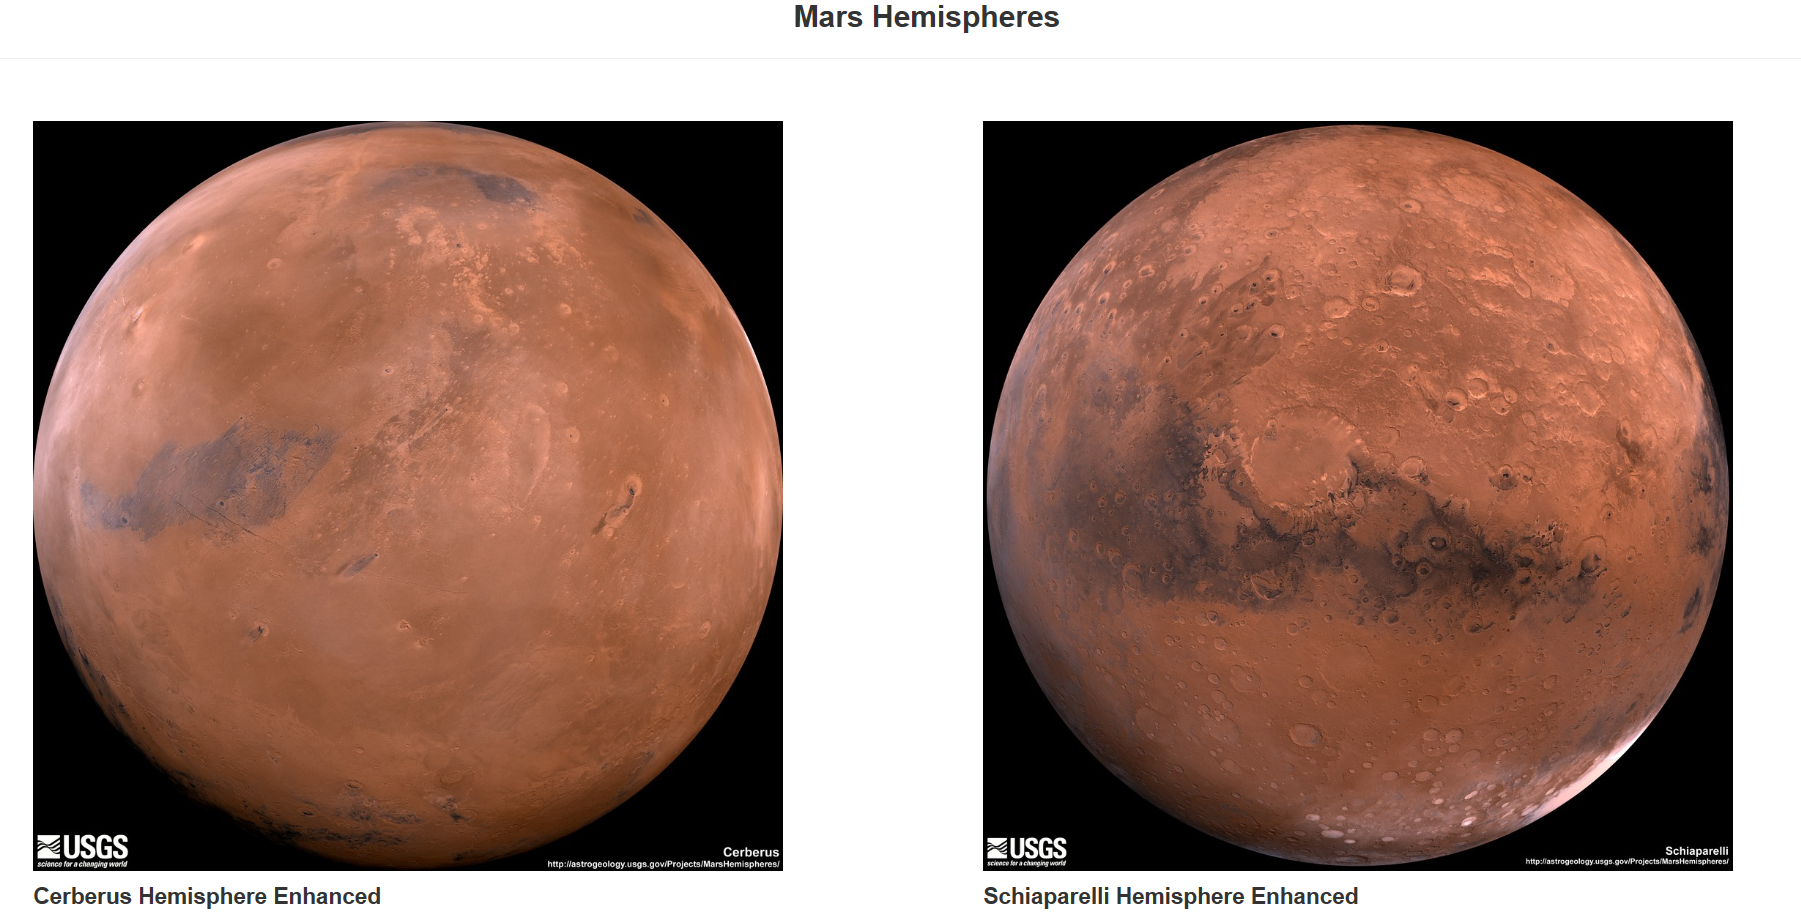 Mars Hemispheres
USGS
science for a changing world
Cerberus
http://astrogeology.usgs.gov/Projects/MarsHemispheres/
Cerberus Hemisphere Enhanced
USGS
science for a changing world
Schiaparelli
http://astrogeology.usgs.gov/Projects/MarsHemispheres/
Schiaparelli Hemisphere Enhanced